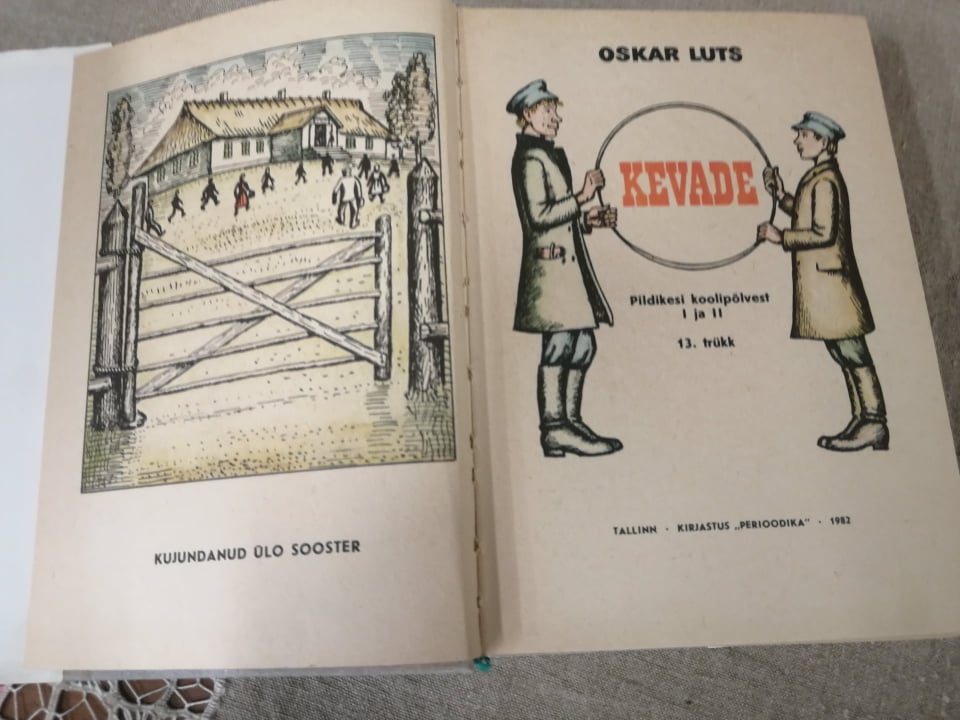 KUJUNDANUD ÜLO SOOSTER
OSKAR LUTS
KEVADE
Pildikesi koolipõlvest
I ja II
13. trükk
TALLINN · KIRJASTUS „PERIOODIKA“ · 1982